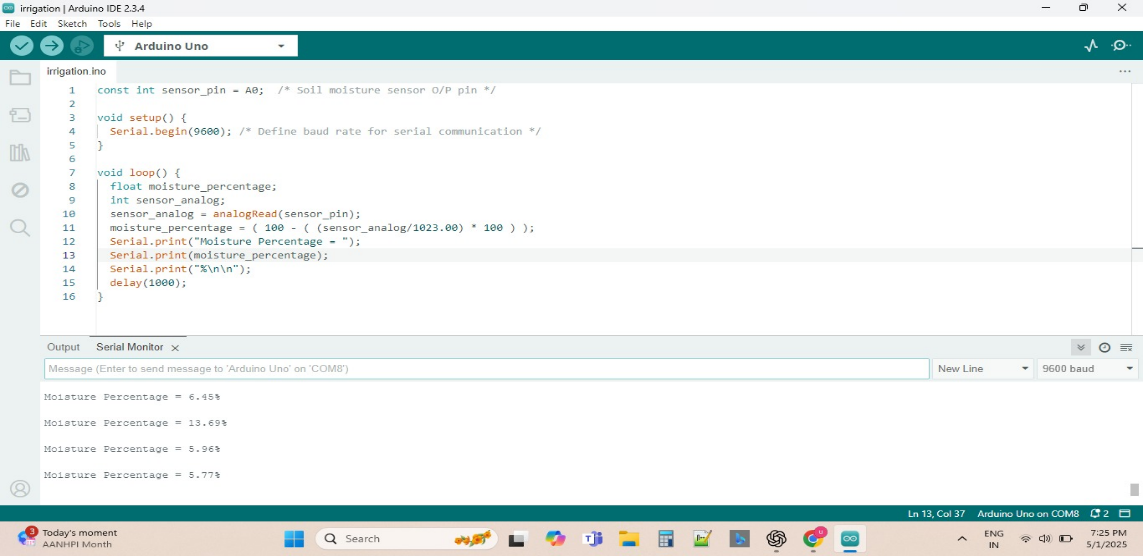 irrigation | Arduino IDE 2.3.4
File Edit Sketch Tools Help
Arduino Uno
irrigation.ino
1 const int sensor_pin = A0; /* Soil moisture sensor O/P pin */
2
3 void setup() {
4 Serial.begin(9600); /* Define baud rate for serial communication */
5 }
6
7 void loop() {
8 float moisture_percentage;
9 int sensor_analog;
10 sensor_analog = analogRead(sensor_pin);
11 moisture_percentage = ( 100 - ( (sensor_analog/1023.00) * 100 ) );
12 Serial.print("Moisture Percentage = ");
13 Serial.print(moisture_percentage);
14 Serial.print("%\n\n");
15 delay(1000);
16 }
Output Serial Monitor
Message (Enter to send message to 'Arduino Uno' on 'COM8') New Line 9600 baud
Moisture Percentage = 6.45%
Moisture Percentage = 13.69%
Moisture Percentage = 5.96%
Moisture Percentage = 5.77%
Ln 13, Col 37 Arduino Uno on COM8 2
3 Today's moment
AANHPI Month
Search
ENG
IN
7:25 PM
5/1/2025